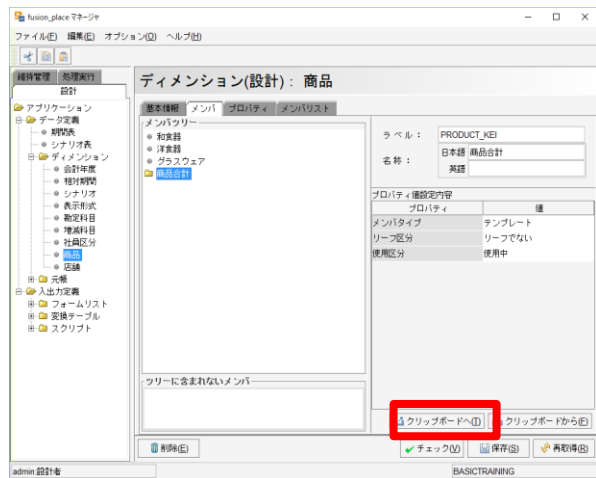 fusion_place マネージャ
ファイル(F) 編集(E) オプション(O) ヘルプ(H)
維持管理 処理実行
設計
アプリケーション
データ定義
期間表
シナリオ表
ディメンション
会計年度
相対期間
シナリオ
表示形式
勘定科目
増減科目
社員区分
商品
店舗
元帳
入出力定義
フォームリスト
変換テーブル
スクリプト
ディメンション(設計)： 商品
基本情報 メンバ プロパティ メンバリスト
メンバツリー
和食器
洋食器
グラスウェア
商品合計
ツリーに含まれないメンバ
ラベル： PRODUCT_KEI
名称： 日本語 商品合計
英語
プロパティ値設定内容
プロパティ 値
メンバタイプ テンプレート
リーフ区分 リーフでない
使用区分 使用中
クリップボードへ(T) クリップボードから(F)
削除(E) チェック(V) 保存(S) 再取得(R)
admin:設計者 BASICTRAINING